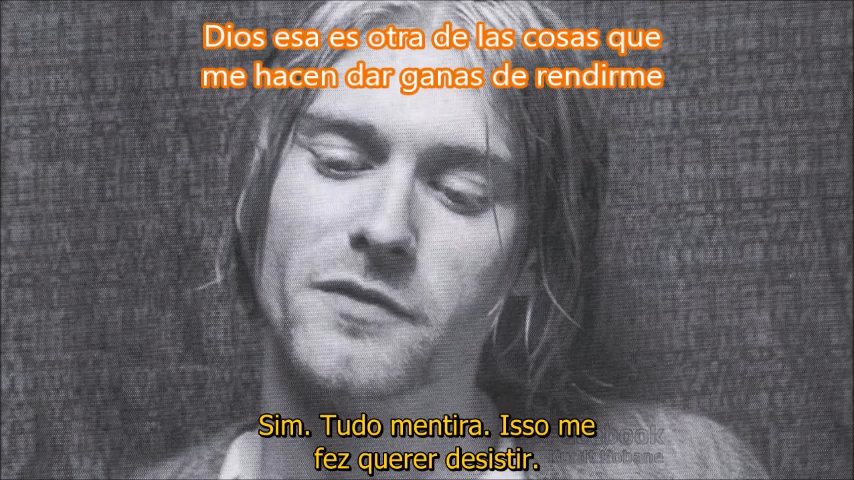 Dios esa es otra de las cosas que
me hacen dar ganas de rendirme
Sim. Tudo mentira. Isso me
fez querer desistir.